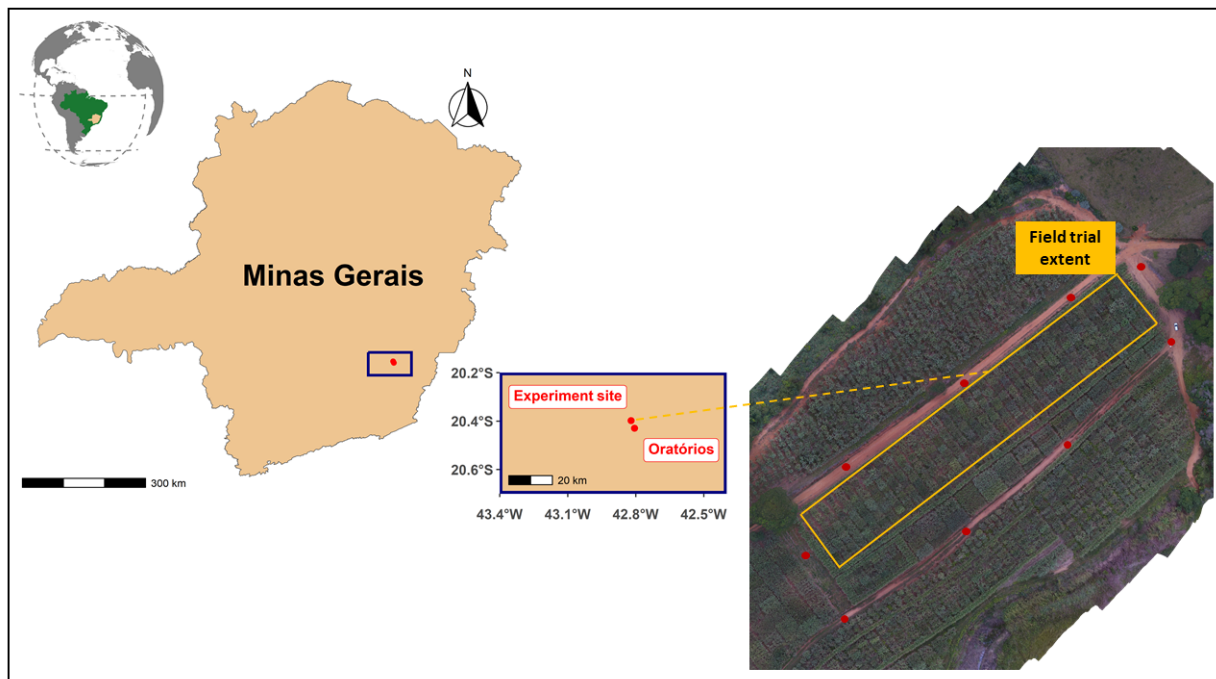 N
Minas Gerais
Field trial
extent
300 km
20.2°S
20.4°S
20.6°S
Experiment site
Oratórios
20 km
43.4°W
43.1°W
42.8°W
42.5°W